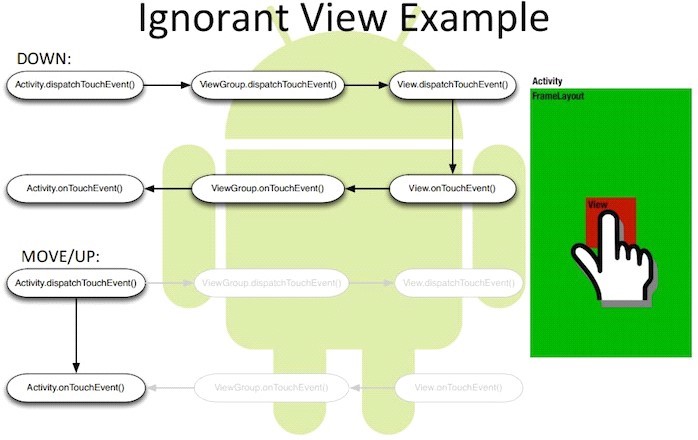 Ignorant View Example
DOWN:
Activity.dispatchTouchEvent()
ViewGroup.dispatchTouchEvent()
View.dispatchTouchEvent()
Activity.onTouchEvent()
ViewGroup.onTouchEvent()
View.onTouchEvent()
MOVE/UP:
Activity.dispatchTouchEvent()
ViewGroup.dispatchTouchEvent()
View.dispatchTouchEvent()
Activity.onTouchEvent()
ViewGroup.onTouchEvent()
View.onTouchEvent()
Activity
FrameLayout
View